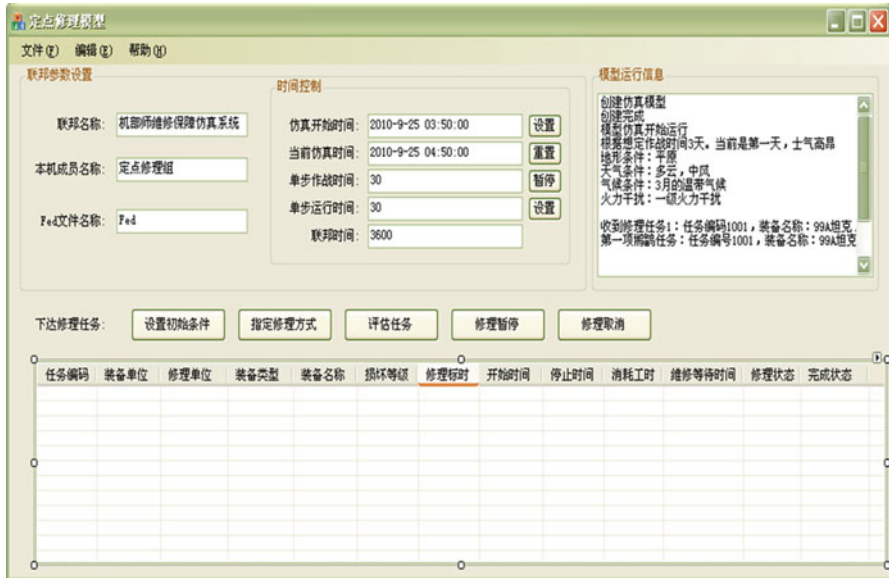 定点修理模型
文件(F) 编辑(E) 帮助(H)
联邦参数设置
联邦名称: 机部师维修保障仿真系统
本机成员名称: 定点修理组
Fed文件名称: Fed
时间控制
仿真开始时间: 2010-9-25 03:50:00 设置
当前仿真时间: 2010-9-25 04:50:00 重置
单步作战时间: 30 暂停
单步运行时间: 30 设置
联邦时间: 3600
模型运行信息
创建仿真模型
创建完成
模型仿真开始运行
根据想定作战时间3天。当前是第一天，士气高昂
地形条件：平原
天气条件：多云，中风
气候条件：3月的温带气候
火力干扰：一级火力干扰
收到修理任务1：任务编码1001，装备名称：99A坦克
第一项 任务：任务编号1001，装备名称：99A坦克
下达修理任务: 设置初始条件 指定修理方式 评估任务 修理暂停 修理取消
任务编码 装备单位 修理单位 装备类型 装备名称 损坏等级 修理标时 开始时间 停止时间 消耗工时 维修等待时间 修理状态 完成状态